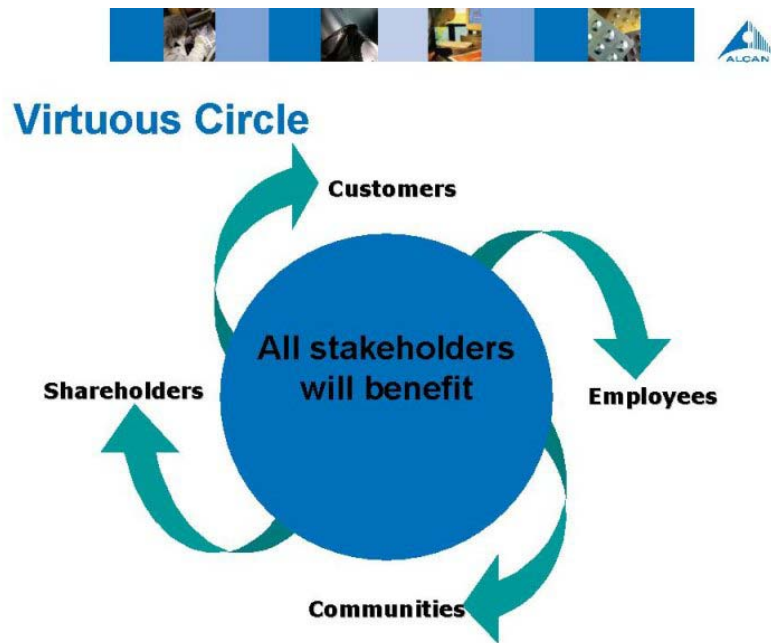 ALCAN
Virtuous Circle
Customers
All stakeholders
will benefit
Shareholders
Employees
Communities